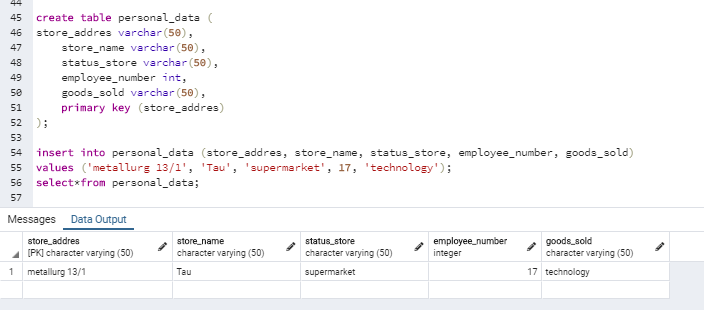 44
45 create table personal_data (
46 store_addres varchar(50),
47 store_name varchar(50),
48 status_store varchar(50),
49 employee_number int,
50 goods_sold varchar(50),
51 primary key (store_addres)
52 );
53
54 insert into personal_data (store_addres, store_name, status_store, employee_number, goods_sold)
55 values ('metallurg 13/1', 'Tau', 'supermarket', 17, 'technology');
56 select*from personal_data;
57
Messages Data Output
store_addres store_name status_store employee_number goods_sold
[PK] character varying (50) character varying (50) character varying (50) integer character varying (50)
1 metallurg 13/1 Tau supermarket 17 technology